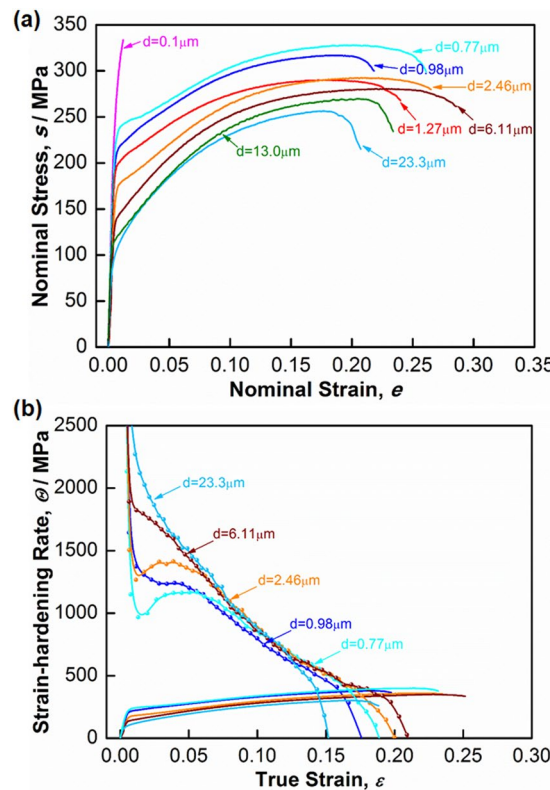 (a)
350
300
250
200
150
100
50
0
Nominal Stress, s / MPa
d=0.1μm
d=0.77μm
d=0.98μm
d=2.46μm
d=1.27μm
d=6.11μm
d=13.0μm
d=23.3μm
0.00 0.05 0.10 0.15 0.20 0.25 0.30 0.35
Nominal Strain, e
(b)
2500
2000
1500
1000
500
0
Strain-hardening Rate, Θ / MPa
d=23.3μm
d=6.11μm
d=2.46μm
d=0.98μm
d=0.77μm
0.00 0.05 0.10 0.15 0.20 0.25 0.30
True Strain, ε